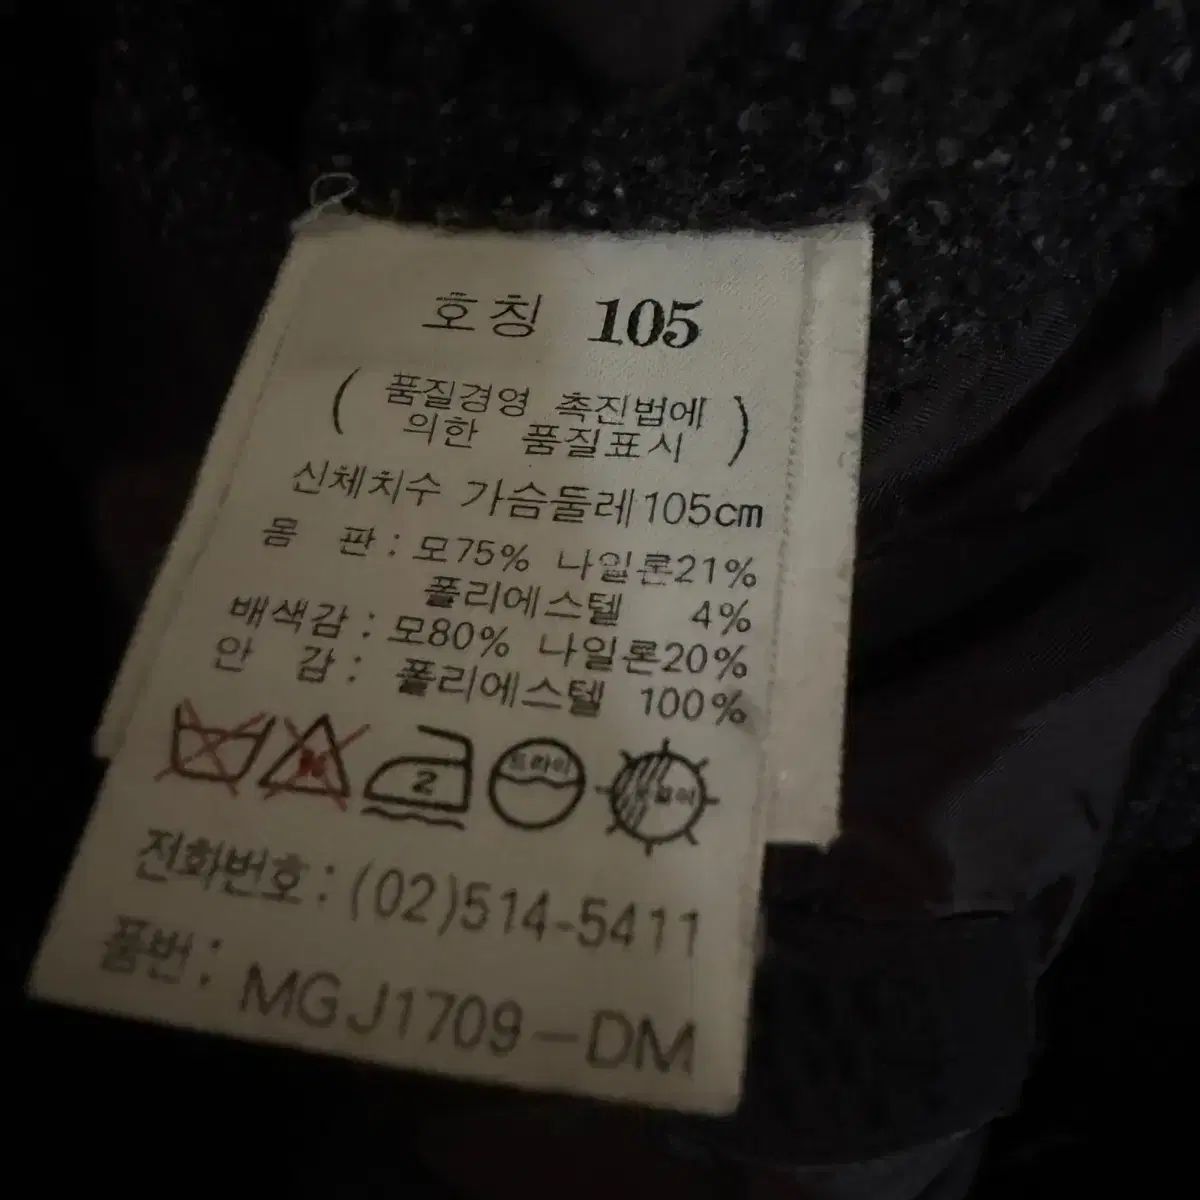 호칭 105
( 품질경영 촉진법에
의한 품질표시 )
신체치수 가슴둘레105cm
몸 판 : 모75% 나일론21%
폴리에스텔 4%
배색감 : 모80% 나일론20%
안 감 : 폴리에스텔 100%
2 드라이
전화번호 : (02)514-5411
품번 : MGJ1709-DM